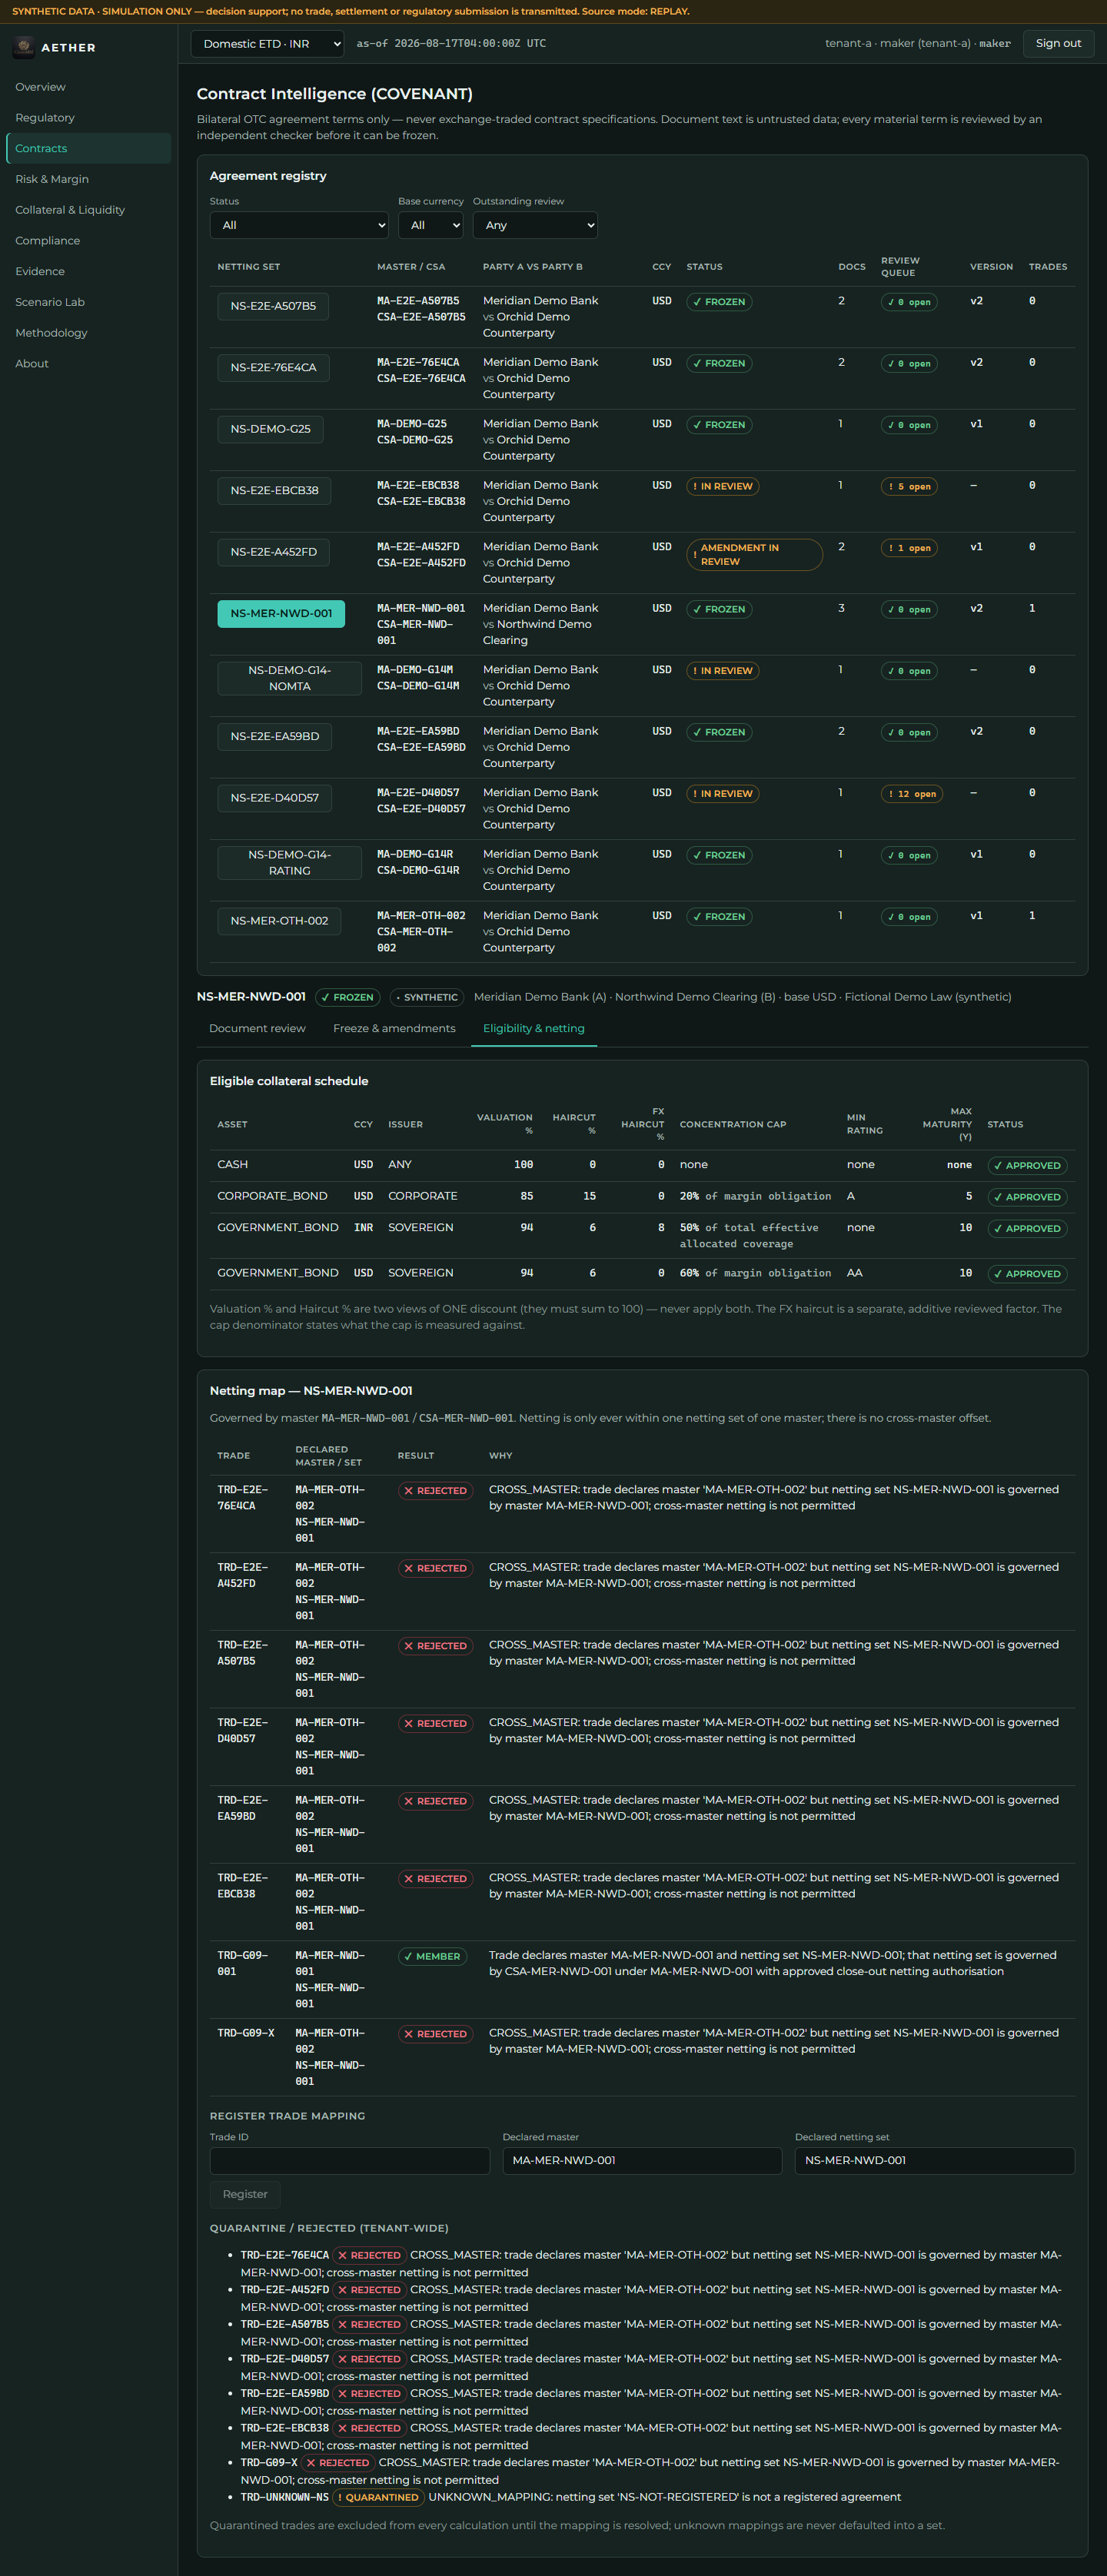 SYNTHETIC DATA · SIMULATION ONLY — decision support; no trade, settlement or regulatory submission is transmitted. Source mode: REPLAY.
AETHER
Domestic ETD · INR
as-of 2026-08-17T04:00:00Z UTC
tenant-a · maker (tenant-a) · maker
Sign out
Overview
Regulatory
Contracts
Risk & Margin
Collateral & Liquidity
Compliance
Evidence
Scenario Lab
Methodology
About
Contract Intelligence (COVENANT)
Bilateral OTC agreement terms only — never exchange-traded contract specifications. Document text is untrusted data; every material term is reviewed by an
independent checker before it can be frozen.
Agreement registry
Status
Base currency
Outstanding review
All
All
Any
NETTING SET MASTER / CSA PARTY A VS PARTY B CCY STATUS DOCS REVIEW QUEUE VERSION TRADES
NS-E2E-A507B5 MA-E2E-A507B5 Meridian Demo Bank USD ✓ FROZEN 2 ✓ 0 open v2 0
CSA-E2E-A507B5 vs Orchid Demo
Counterparty
NS-E2E-76E4CA MA-E2E-76E4CA Meridian Demo Bank USD ✓ FROZEN 2 ✓ 0 open v2 0
CSA-E2E-76E4CA vs Orchid Demo
Counterparty
NS-DEMO-G25 MA-DEMO-G25 Meridian Demo Bank USD ✓ FROZEN 1 ✓ 0 open v1 0
CSA-DEMO-G25 vs Orchid Demo
Counterparty
NS-E2E-EBCB38 MA-E2E-EBCB38 Meridian Demo Bank USD ! IN REVIEW 1 ! 5 open – 0
CSA-E2E-EBCB38 vs Orchid Demo
Counterparty
NS-E2E-A452FD MA-E2E-A452FD Meridian Demo Bank USD ! AMENDMENT IN REVIEW 2 ! 1 open v1 0
CSA-E2E-A452FD vs Orchid Demo
Counterparty
NS-MER-NWD-001 MA-MER-NWD-001 Meridian Demo Bank USD ✓ FROZEN 3 ✓ 0 open v2 1
CSA-MER-NWD- vs Northwind Demo
001 Clearing
NS-DEMO-G14- MA-DEMO-G14M Meridian Demo Bank USD ! IN REVIEW 1 ✓ 0 open – 0
NOMTA CSA-DEMO-G14M vs Orchid Demo
Counterparty
NS-E2E-EA59BD MA-E2E-EA59BD Meridian Demo Bank USD ✓ FROZEN 2 ✓ 0 open v2 0
CSA-E2E-EA59BD vs Orchid Demo
Counterparty
NS-E2E-D40D57 MA-E2E-D40D57 Meridian Demo Bank USD ! IN REVIEW 1 ! 12 open – 0
CSA-E2E-D40D57 vs Orchid Demo
Counterparty
NS-DEMO-G14- MA-DEMO-G14R Meridian Demo Bank USD ✓ FROZEN 1 ✓ 0 open v1 0
RATING CSA-DEMO-G14R vs Orchid Demo
Counterparty
NS-MER-OTH-002 MA-MER-OTH-002 Meridian Demo Bank USD ✓ FROZEN 1 ✓ 0 open v1 1
CSA-MER-OTH- vs Orchid Demo
002 Counterparty
NS-MER-NWD-001 ✓ FROZEN • SYNTHETIC Meridian Demo Bank (A) · Northwind Demo Clearing (B) · base USD · Fictional Demo Law (synthetic)
Document review
Freeze & amendments
Eligibility & netting
Eligible collateral schedule
ASSET CCY ISSUER VALUATION % HAIRCUT % FX HAIRCUT % CONCENTRATION CAP MIN RATING MAX MATURITY (Y) STATUS
CASH USD ANY 100 0 0 none none none ✓ APPROVED
CORPORATE_BOND USD CORPORATE 85 15 0 20% of margin obligation A 5 ✓ APPROVED
GOVERNMENT_BOND INR SOVEREIGN 94 6 8 50% of total effective none 10 ✓ APPROVED
allocated coverage
GOVERNMENT_BOND USD SOVEREIGN 94 6 0 60% of margin obligation AA 10 ✓ APPROVED
Valuation % and Haircut % are two views of ONE discount (they must sum to 100) — never apply both. The FX haircut is a separate, additive reviewed factor. The
cap denominator states what the cap is measured against.
Netting map — NS-MER-NWD-001
Governed by master MA-MER-NWD-001 / CSA-MER-NWD-001. Netting is only ever within one netting set of one master; there is no cross-master offset.
TRADE DECLARED MASTER / SET RESULT WHY
TRD-E2E- MA-MER-OTH- ✕ REJECTED CROSS_MASTER: trade declares master 'MA-MER-OTH-002' but netting set NS-MER-NWD-001 is governed
76E4CA 002 by master MA-MER-NWD-001; cross-master netting is not permitted
NS-MER-NWD-
001
TRD-E2E- MA-MER-OTH- ✕ REJECTED CROSS_MASTER: trade declares master 'MA-MER-OTH-002' but netting set NS-MER-NWD-001 is governed
A452FD 002 by master MA-MER-NWD-001; cross-master netting is not permitted
NS-MER-NWD-
001
TRD-E2E- MA-MER-OTH- ✕ REJECTED CROSS_MASTER: trade declares master 'MA-MER-OTH-002' but netting set NS-MER-NWD-001 is governed
A507B5 002 by master MA-MER-NWD-001; cross-master netting is not permitted
NS-MER-NWD-
001
TRD-E2E- MA-MER-OTH- ✕ REJECTED CROSS_MASTER: trade declares master 'MA-MER-OTH-002' but netting set NS-MER-NWD-001 is governed
D40D57 002 by master MA-MER-NWD-001; cross-master netting is not permitted
NS-MER-NWD-
001
TRD-E2E- MA-MER-OTH- ✕ REJECTED CROSS_MASTER: trade declares master 'MA-MER-OTH-002' but netting set NS-MER-NWD-001 is governed
EA59BD 002 by master MA-MER-NWD-001; cross-master netting is not permitted
NS-MER-NWD-
001
TRD-E2E- MA-MER-OTH- ✕ REJECTED CROSS_MASTER: trade declares master 'MA-MER-OTH-002' but netting set NS-MER-NWD-001 is governed
EBCB38 002 by master MA-MER-NWD-001; cross-master netting is not permitted
NS-MER-NWD-
001
TRD-G09- MA-MER-NWD- ✓ MEMBER Trade declares master MA-MER-NWD-001 and netting set NS-MER-NWD-001; that netting set is governed
001 001 by CSA-MER-NWD-001 under MA-MER-NWD-001 with approved close-out netting authorisation
NS-MER-NWD-
001
TRD-G09-X MA-MER-OTH- ✕ REJECTED CROSS_MASTER: trade declares master 'MA-MER-OTH-002' but netting set NS-MER-NWD-001 is governed
002 by master MA-MER-NWD-001; cross-master netting is not permitted
NS-MER-NWD-
001
REGISTER TRADE MAPPING
Trade ID
Declared master
Declared netting set
MA-MER-NWD-001
NS-MER-NWD-001
Register
QUARANTINE / REJECTED (TENANT-WIDE)
• TRD-E2E-76E4CA ✕ REJECTED CROSS_MASTER: trade declares master 'MA-MER-OTH-002' but netting set NS-MER-NWD-001 is governed by master MA-
MER-NWD-001; cross-master netting is not permitted
• TRD-E2E-A452FD ✕ REJECTED CROSS_MASTER: trade declares master 'MA-MER-OTH-002' but netting set NS-MER-NWD-001 is governed by master MA-
MER-NWD-001; cross-master netting is not permitted
• TRD-E2E-A507B5 ✕ REJECTED CROSS_MASTER: trade declares master 'MA-MER-OTH-002' but netting set NS-MER-NWD-001 is governed by master MA-
MER-NWD-001; cross-master netting is not permitted
• TRD-E2E-D40D57 ✕ REJECTED CROSS_MASTER: trade declares master 'MA-MER-OTH-002' but netting set NS-MER-NWD-001 is governed by master MA-
MER-NWD-001; cross-master netting is not permitted
• TRD-E2E-EA59BD ✕ REJECTED CROSS_MASTER: trade declares master 'MA-MER-OTH-002' but netting set NS-MER-NWD-001 is governed by master MA-
MER-NWD-001; cross-master netting is not permitted
• TRD-E2E-EBCB38 ✕ REJECTED CROSS_MASTER: trade declares master 'MA-MER-OTH-002' but netting set NS-MER-NWD-001 is governed by master MA-
MER-NWD-001; cross-master netting is not permitted
• TRD-G09-X ✕ REJECTED CROSS_MASTER: trade declares master 'MA-MER-OTH-002' but netting set NS-MER-NWD-001 is governed by master MA-MER-
NWD-001; cross-master netting is not permitted
• TRD-UNKNOWN-NS ! QUARANTINED UNKNOWN_MAPPING: netting set 'NS-NOT-REGISTERED' is not a registered agreement
Quarantined trades are excluded from every calculation until the mapping is resolved; unknown mappings are never defaulted into a set.